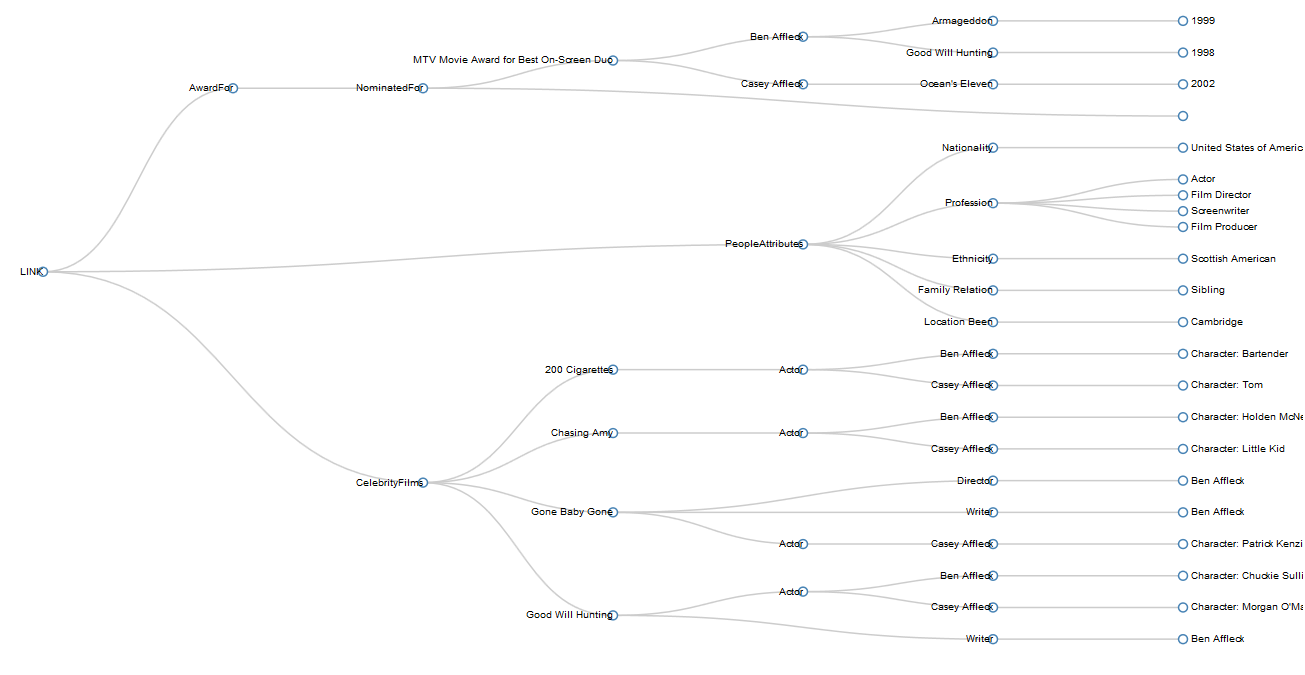 Armageddon 1999
Ben Affleck
Good Will Hunting 1998
MTV Movie Award for Best On-Screen Duo
Casey Affleck Ocean's Eleven 2002
AwardFor NominatedFor
Nationality United States of Americ
Actor
Film Director
Profession
Screenwriter
Film Producer
PeopleAttributes
Ethnicity Scottish American
LINK
Family Relation Sibling
Location Been Cambridge
Ben Affleck Character: Bartender
200 Cigarettes Actor
Casey Affleck Character: Tom
Ben Affleck Character: Holden McNe
Chasing Amy Actor
Casey Affleck Character: Little Kid
Director Ben Affleck
CelebrityFilms
Gone Baby Gone Writer Ben Affleck
Actor Casey Affleck Character: Patrick Kenzi
Ben Affleck Character: Chuckie Sulli
Actor
Casey Affleck Character: Morgan O'Ma
Good Will Hunting
Writer Ben Affleck